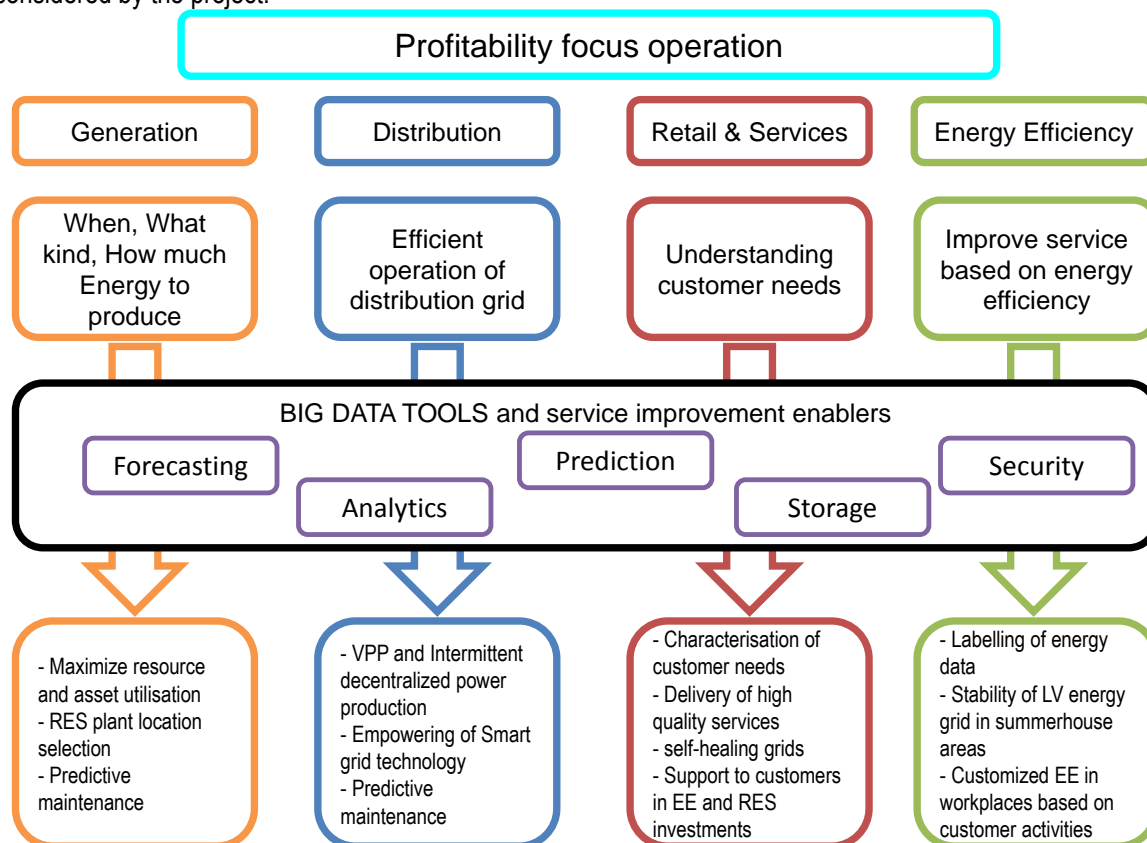 considered by the project.
Profitability focus operation
Generation
Distribution
Retail & Services
Energy Efficiency
When, What
kind, How much
Energy to
produce
Efficient
operation of
distribution grid
Understanding
customer needs
Improve service
based on energy
efficiency
BIG DATA TOOLS and service improvement enablers
Forecasting
Analytics
Prediction
Storage
Security
- Maximize resource
and asset utilisation
- RES plant location
selection
- Predictive
maintenance
- VPP and Intermittent
decentralized power
production
- Empowering of Smart
grid technology
- Predictive
maintenance
- Characterisation of
customer needs
- Delivery of high
quality services
- self-healing grids
- Support to customers
in EE and RES
investments
- Labelling of energy
data
- Stability of LV energy
grid in summerhouse
areas
- Customized EE in
workplaces based on
customer activities